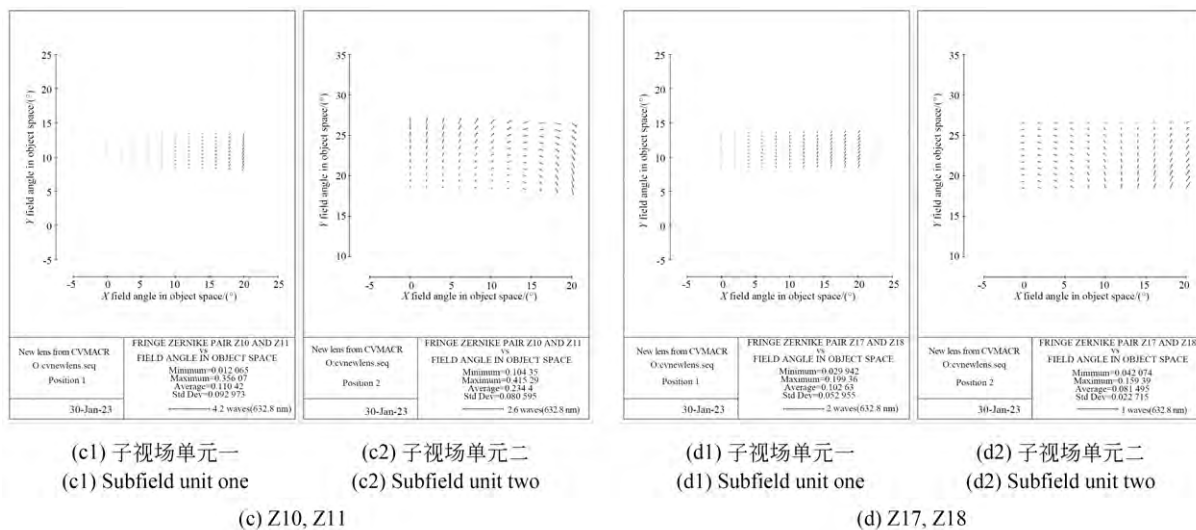 25
20
15
10
5
0
-5
Y field angle in object space/(°)
-5 0 5 10 15 20 25
X field angle in object space/(°)
New lens from CVMACR
O:cvnewlens.seq
Position 1
30-Jan-23
FRINGE ZERNIKE PAIR Z10 AND Z11
vs
FIELD ANGLE IN OBJECT SPACE
Minimum=0.012 065
Maximum=0.356 07
Average=0.110 42
Std Dev=0.092 973
4.2 waves(632.8 nm)
35
30
25
20
15
10
Y field angle in object space/(°)
-5 0 5 10 15 20
X field angle in object space/(°)
New lens from CVMACR
O:cvnewlens.seq
Position 2
30-Jan-23
FRINGE ZERNIKE PAIR Z10 AND Z11
vs
FIELD ANGLE IN OBJECT SPACE
Minimum=0.104 35
Maximum=0.415 29
Average=0.234 4
Std Dev=0.080 595
2.6 waves(632.8 nm)
25
20
15
10
5
0
-5
Y field angle in object space/(°)
-5 0 5 10 15 20 25
X field angle in object space/(°)
New lens from CVMACR
O:cvnewlens.seq
Position 1
30-Jan-23
FRINGE ZERNIKE PAIR Z17 AND Z18
vs
FIELD ANGLE IN OBJECT SPACE
Minimum=0.029 942
Maximum=0.199 36
Average=0.102 63
Std Dev=0.052 955
2 waves(632.8 nm)
35
30
25
20
15
10
Y field angle in object space/(°)
-5 0 5 10 15 20
X field angle in object space/(°)
New lens from CVMACR
O:cvnewlens.seq
Position 2
30-Jan-23
FRINGE ZERNIKE PAIR Z17 AND Z18
vs
FIELD ANGLE IN OBJECT SPACE
Minimum=0.042 074
Maximum=0.159 39
Average=0.081 495
Std Dev=0.022 715
1 waves(632.8 nm)
(c1) 子视场单元一
(c1) Subfield unit one
(c2) 子视场单元二
(c2) Subfield unit two
(d1) 子视场单元一
(d1) Subfield unit one
(d2) 子视场单元二
(d2) Subfield unit two
(c) Z10, Z11
(d) Z17, Z18